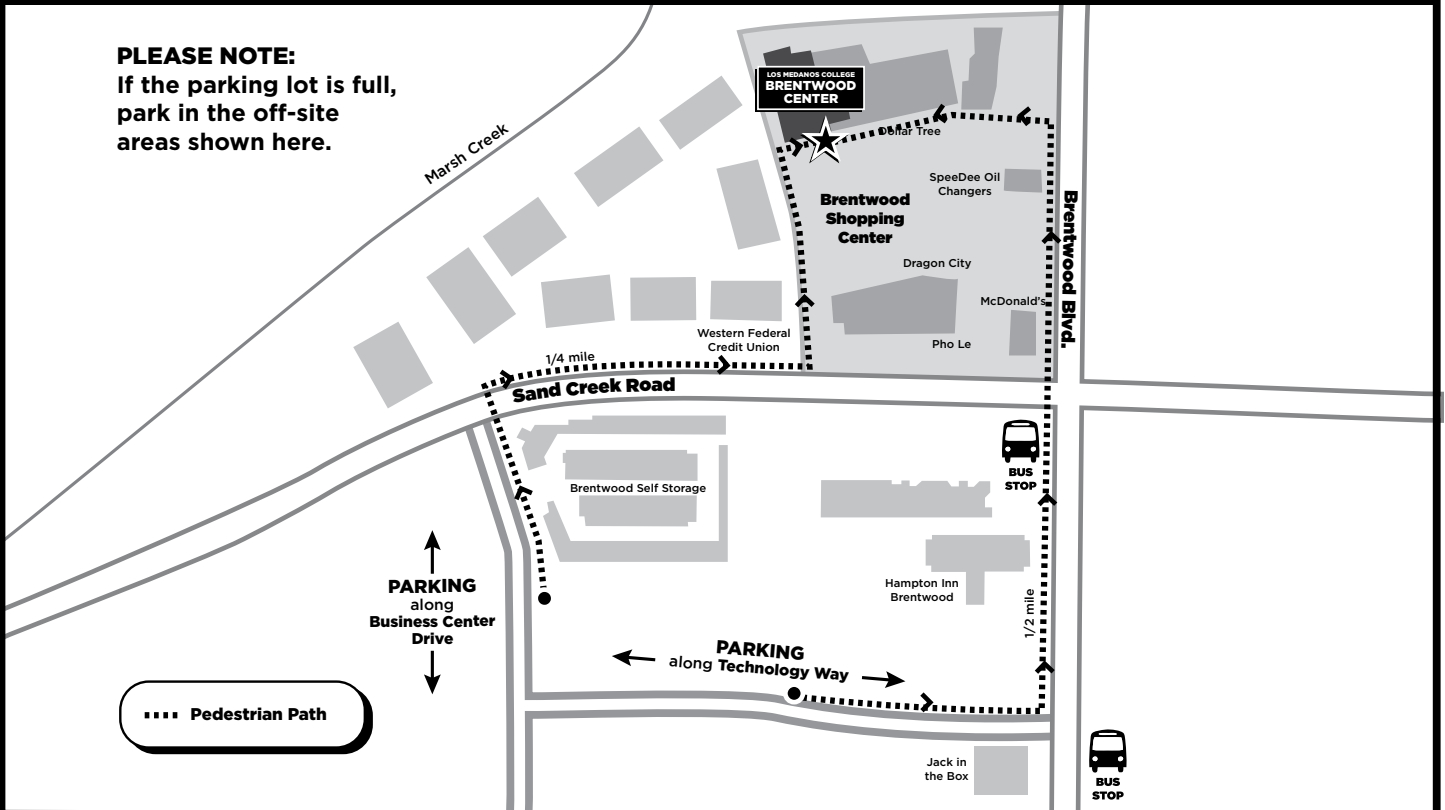 PLEASE NOTE:
If the parking lot is full,
park in the off-site
areas shown here.
Marsh Creek
LOS MEDANOS COLLEGE
BRENTWOOD
CENTER
Dollar Tree
SpeeDee Oil
Changers
Brentwood
Shopping
Center
Brentwood Blvd.
Dragon City
McDonald's
Pho Le
Western Federal
Credit Union
1/4 mile
Sand Creek Road
BUS
STOP
Brentwood Self Storage
Hampton Inn
Brentwood
1/2 mile
PARKING
along
Business Center
Drive
PARKING
along Technology Way
Pedestrian Path
Jack in
the Box
BUS
STOP